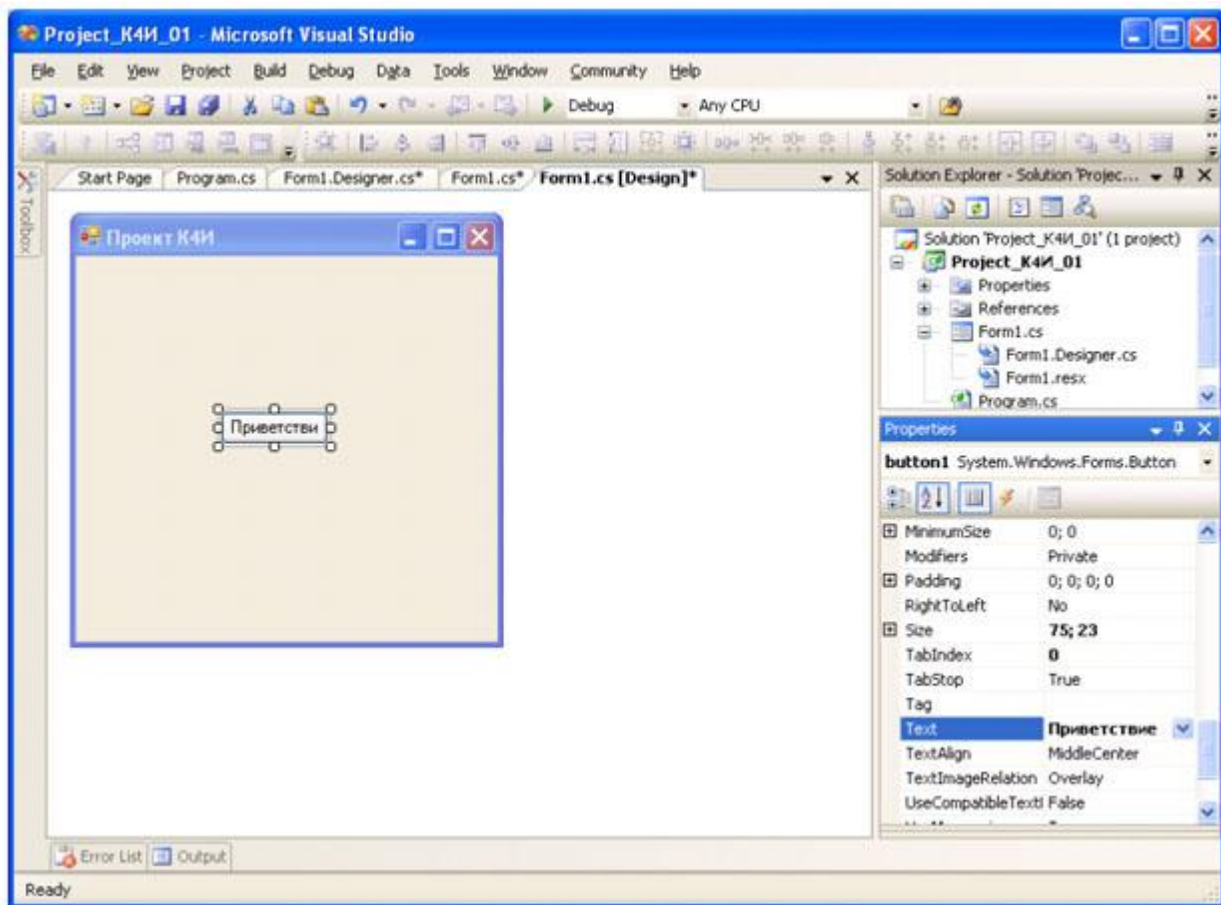 Project_К4И_01 - Microsoft Visual Studio
File Edit View Project Build Debug Data Tools Window Community Help
Debug Any CPU
Toolbox
Start Page Program.cs Form1.Designer.cs* Form1.cs* Form1.cs [Design]*
Проект К4И
Приветстви
Solution Explorer - Solution 'Projec...
Solution 'Project_К4И_01' (1 project)
Project_К4И_01
Properties
References
Form1.cs
Form1.Designer.cs
Form1.resx
Program.cs
Properties
button1 System.Windows.Forms.Button
MinimumSize 0; 0
Modifiers Private
Padding 0; 0; 0; 0
RightToLeft No
Size 75; 23
TabIndex 0
TabStop True
Tag
Text Приветствие
TextAlign MiddleCenter
TextImageRelation Overlay
UseCompatibleTextI False
Error List Output
Ready